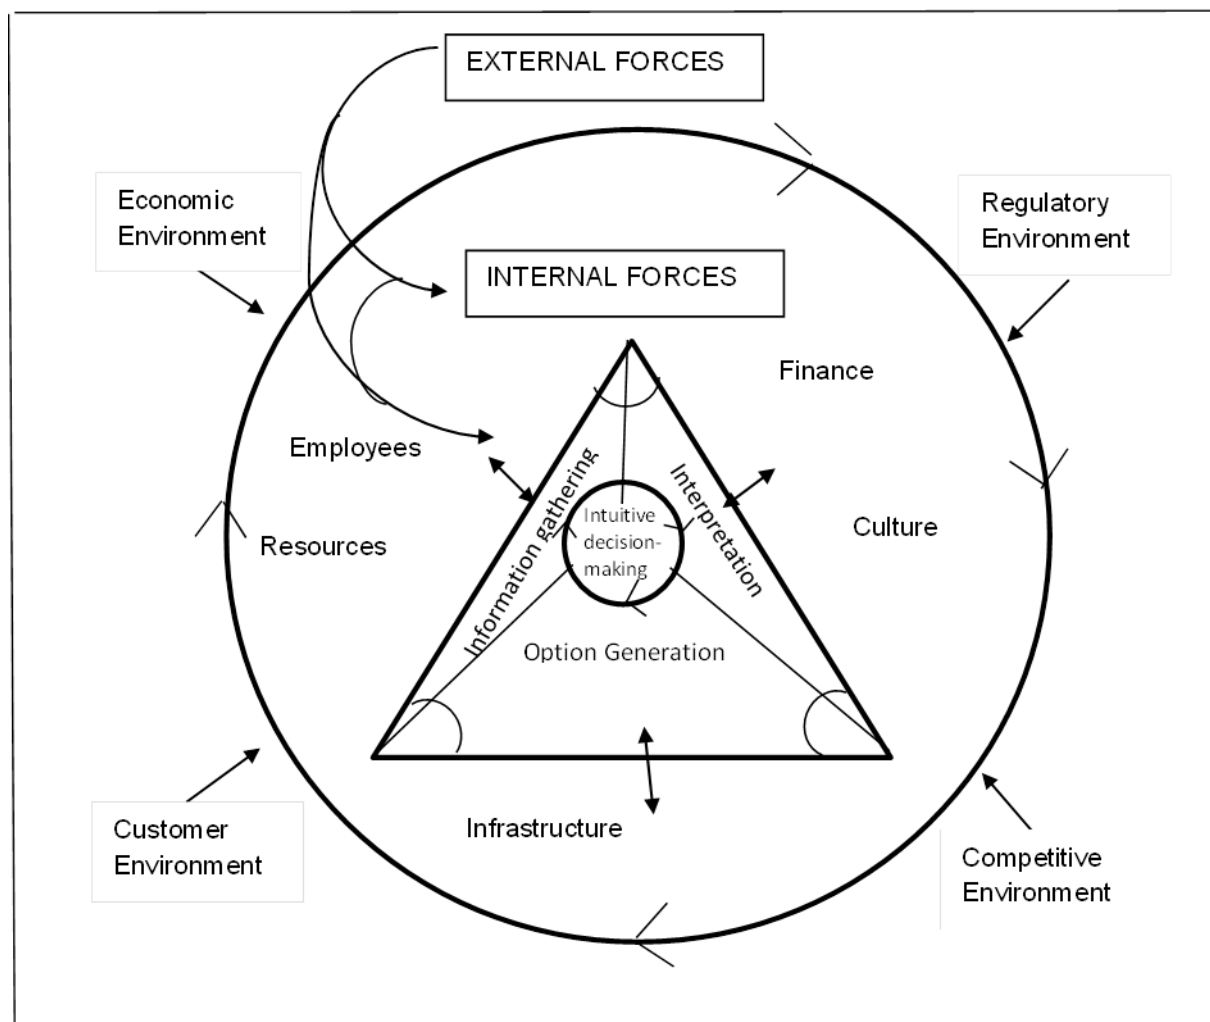 EXTERNAL FORCES
Economic
Environment
Regulatory
Environment
INTERNAL FORCES
Finance
Employees
Information gathering
Interpretation
Intuitive
decision-
making
Culture
Resources
Option Generation
Infrastructure
Customer
Environment
Competitive
Environment